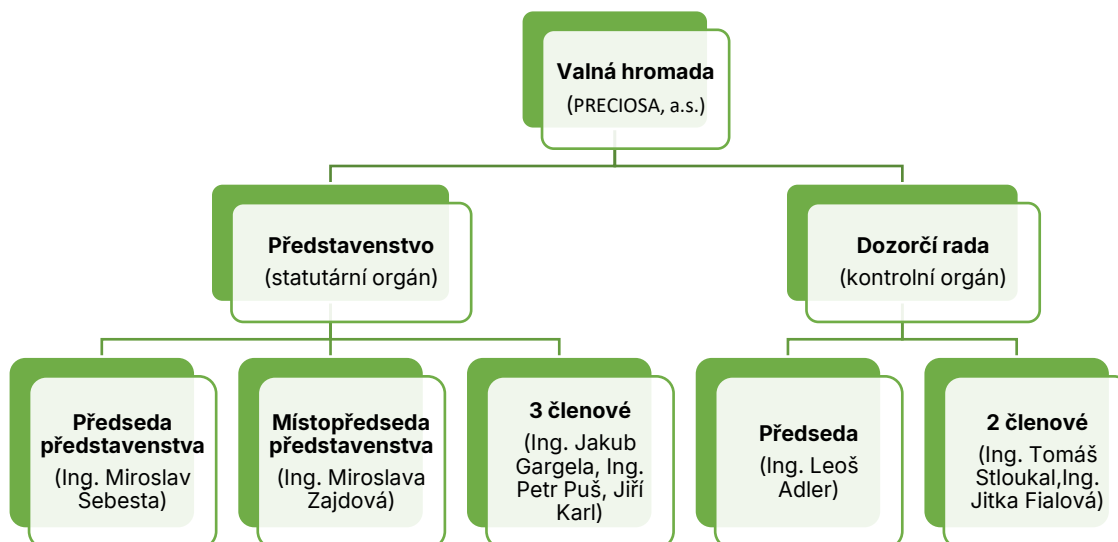 Valná hromada
(PRECIOSA, a.s.)
Představenstvo
(statutární orgán)
Dozorčí rada
(kontrolní orgán)
Předseda
představenstva
(Ing. Miroslav
Šebesta)
Místopředseda
představenstva
(Ing. Miroslava
Zajdová)
3 členové
(Ing. Jakub
Gargela, Ing.
Petr Puš, Jiří
Karl)
Předseda
(Ing. Leoš
Adler)
2 členové
(Ing. Tomáš
Stloukal,Ing.
Jitka Fialová)